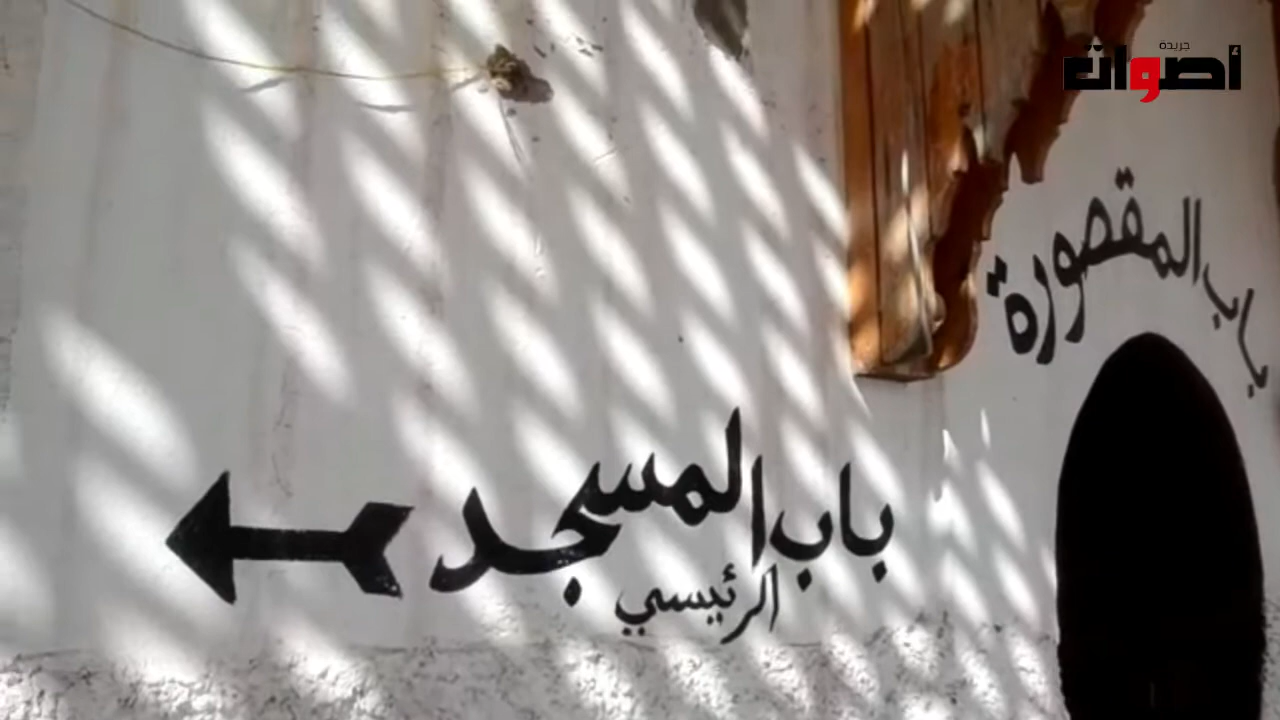 جريدة
أصوات
باب المقصورة
باب المسجد
الرئيسي